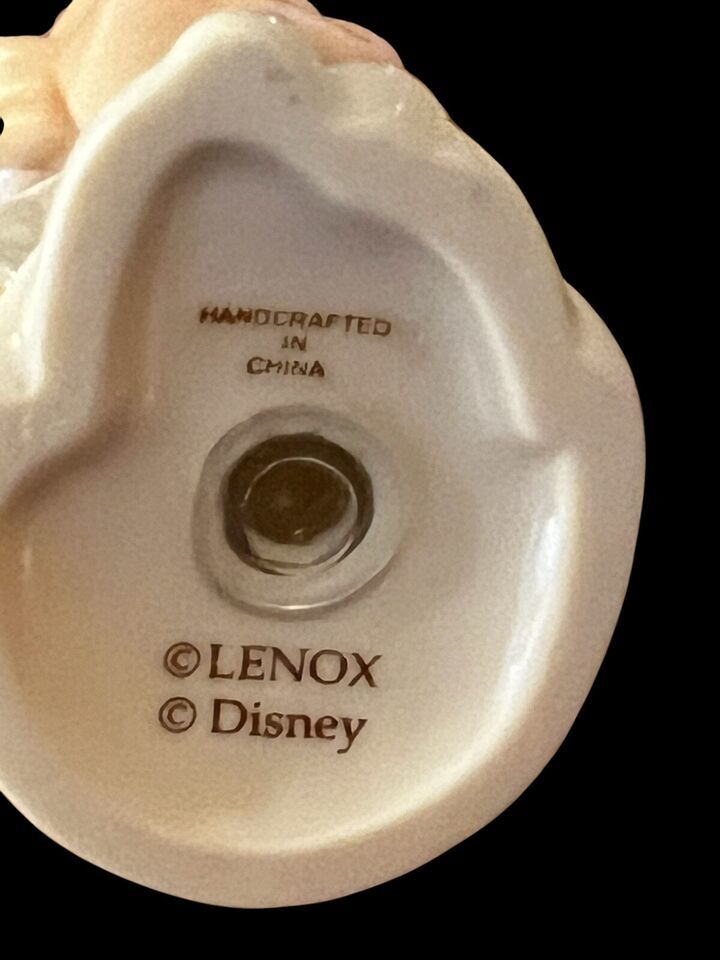 HANDCRAFTED
IN
CHINA
©LENOX
© Disney